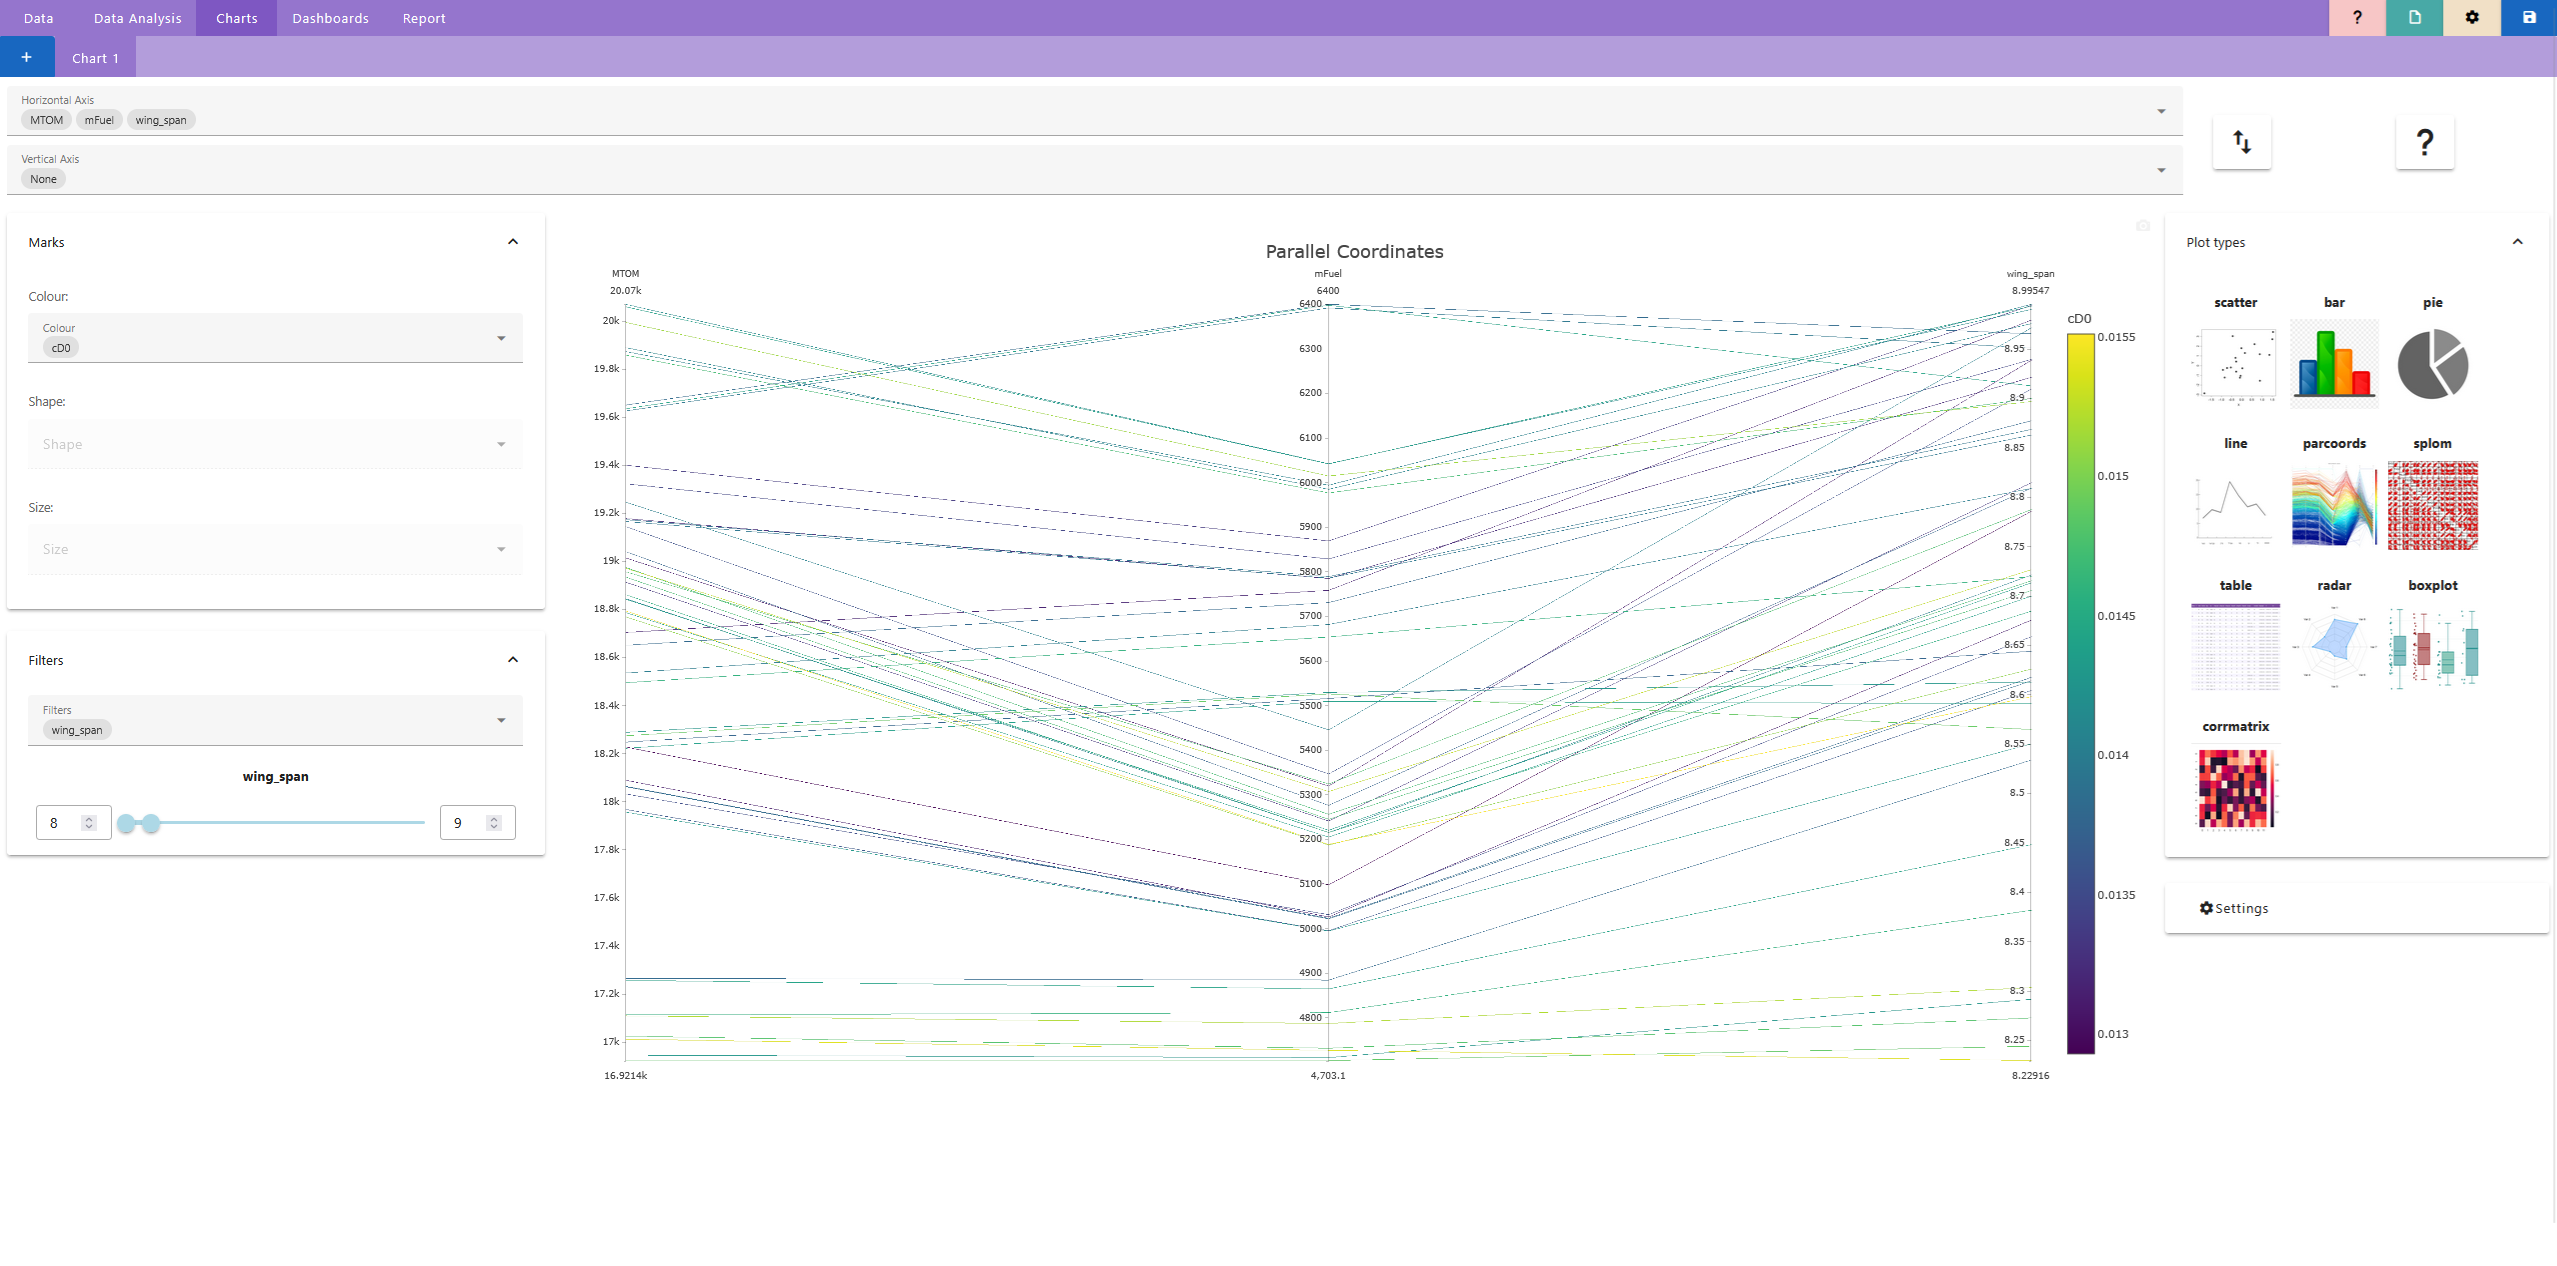 Data Data Analysis Charts Dashboards Report ?
+ Chart 1
Horizontal Axis
MTOM mFuel wing_span
Vertical Axis
None
?
Marks
Colour:
Colour
cD0
Shape:
Shape
Size:
Size
Filters
Filters
wing_span
wing_span
8 9
Parallel Coordinates
MTOM
20.07k
20k
19.8k
19.6k
19.4k
19.2k
19k
18.8k
18.6k
18.4k
18.2k
18k
17.8k
17.6k
17.4k
17.2k
17k
16.9214k
mFuel
6400
6400
6300
6200
6100
6000
5900
5800
5700
5600
5500
5400
5300
5200
5100
5000
4900
4800
4,703.1
wing_span
8.99547
8.95
8.9
8.85
8.8
8.75
8.7
8.65
8.6
8.55
8.5
8.45
8.4
8.35
8.3
8.25
8.22916
cD0
0.0155
0.015
0.0145
0.014
0.0135
0.013
Plot types
scatter bar pie
line parcoords splom
table radar boxplot
corrmatrix
Settings